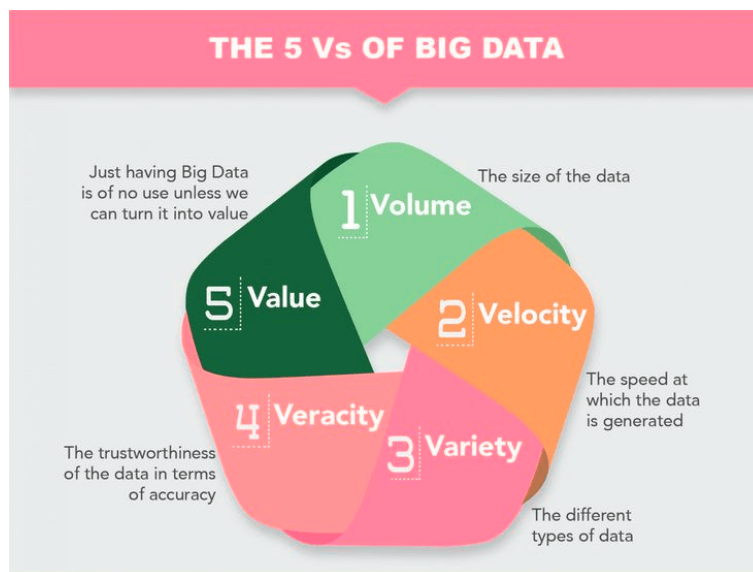 THE 5 Vs OF BIG DATA
1 Volume
The size of the data
2 Velocity
The speed at
which the data
is generated
3 Variety
The different
types of data
4 Veracity
The trustworthiness
of the data in terms
of accuracy
5 Value
Just having Big Data
is of no use unless we
can turn it into value